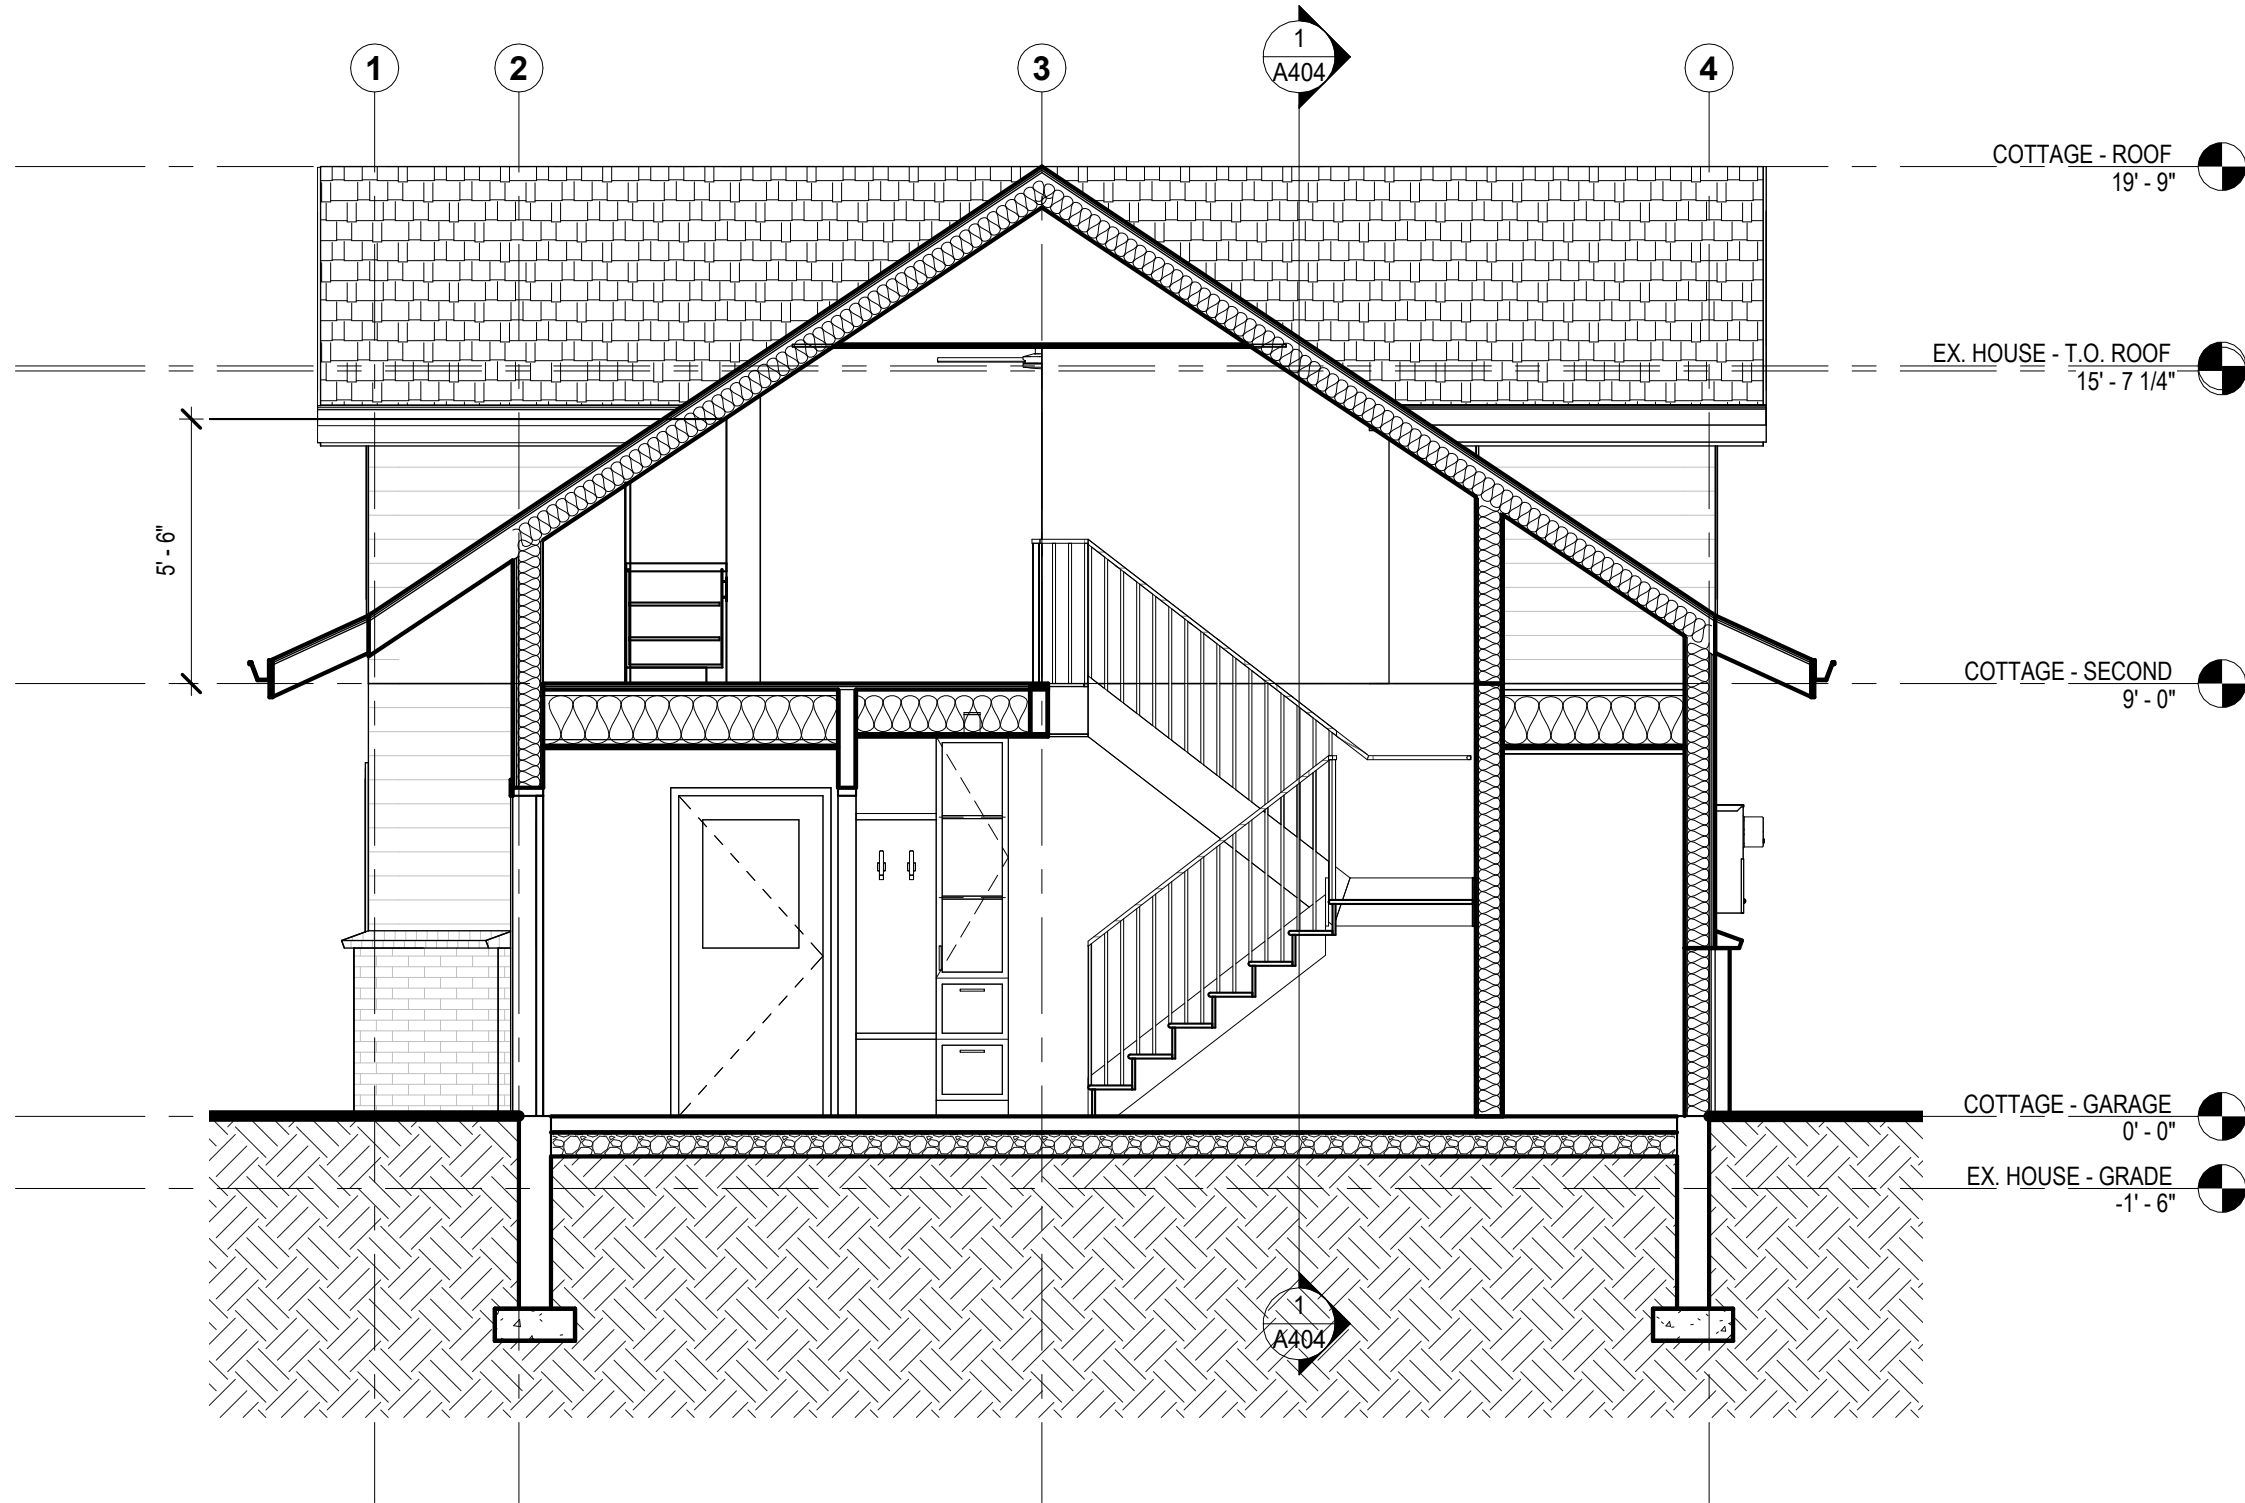 1
2
3
1
A404
4
COTTAGE - ROOF
19' - 9"
EX. HOUSE - T.O. ROOF
15' - 7 1/4"
5' - 6"
COTTAGE - SECOND
9' - 0"
COTTAGE - GARAGE
0' - 0"
EX. HOUSE - GRADE
-1' - 6"
1
A404